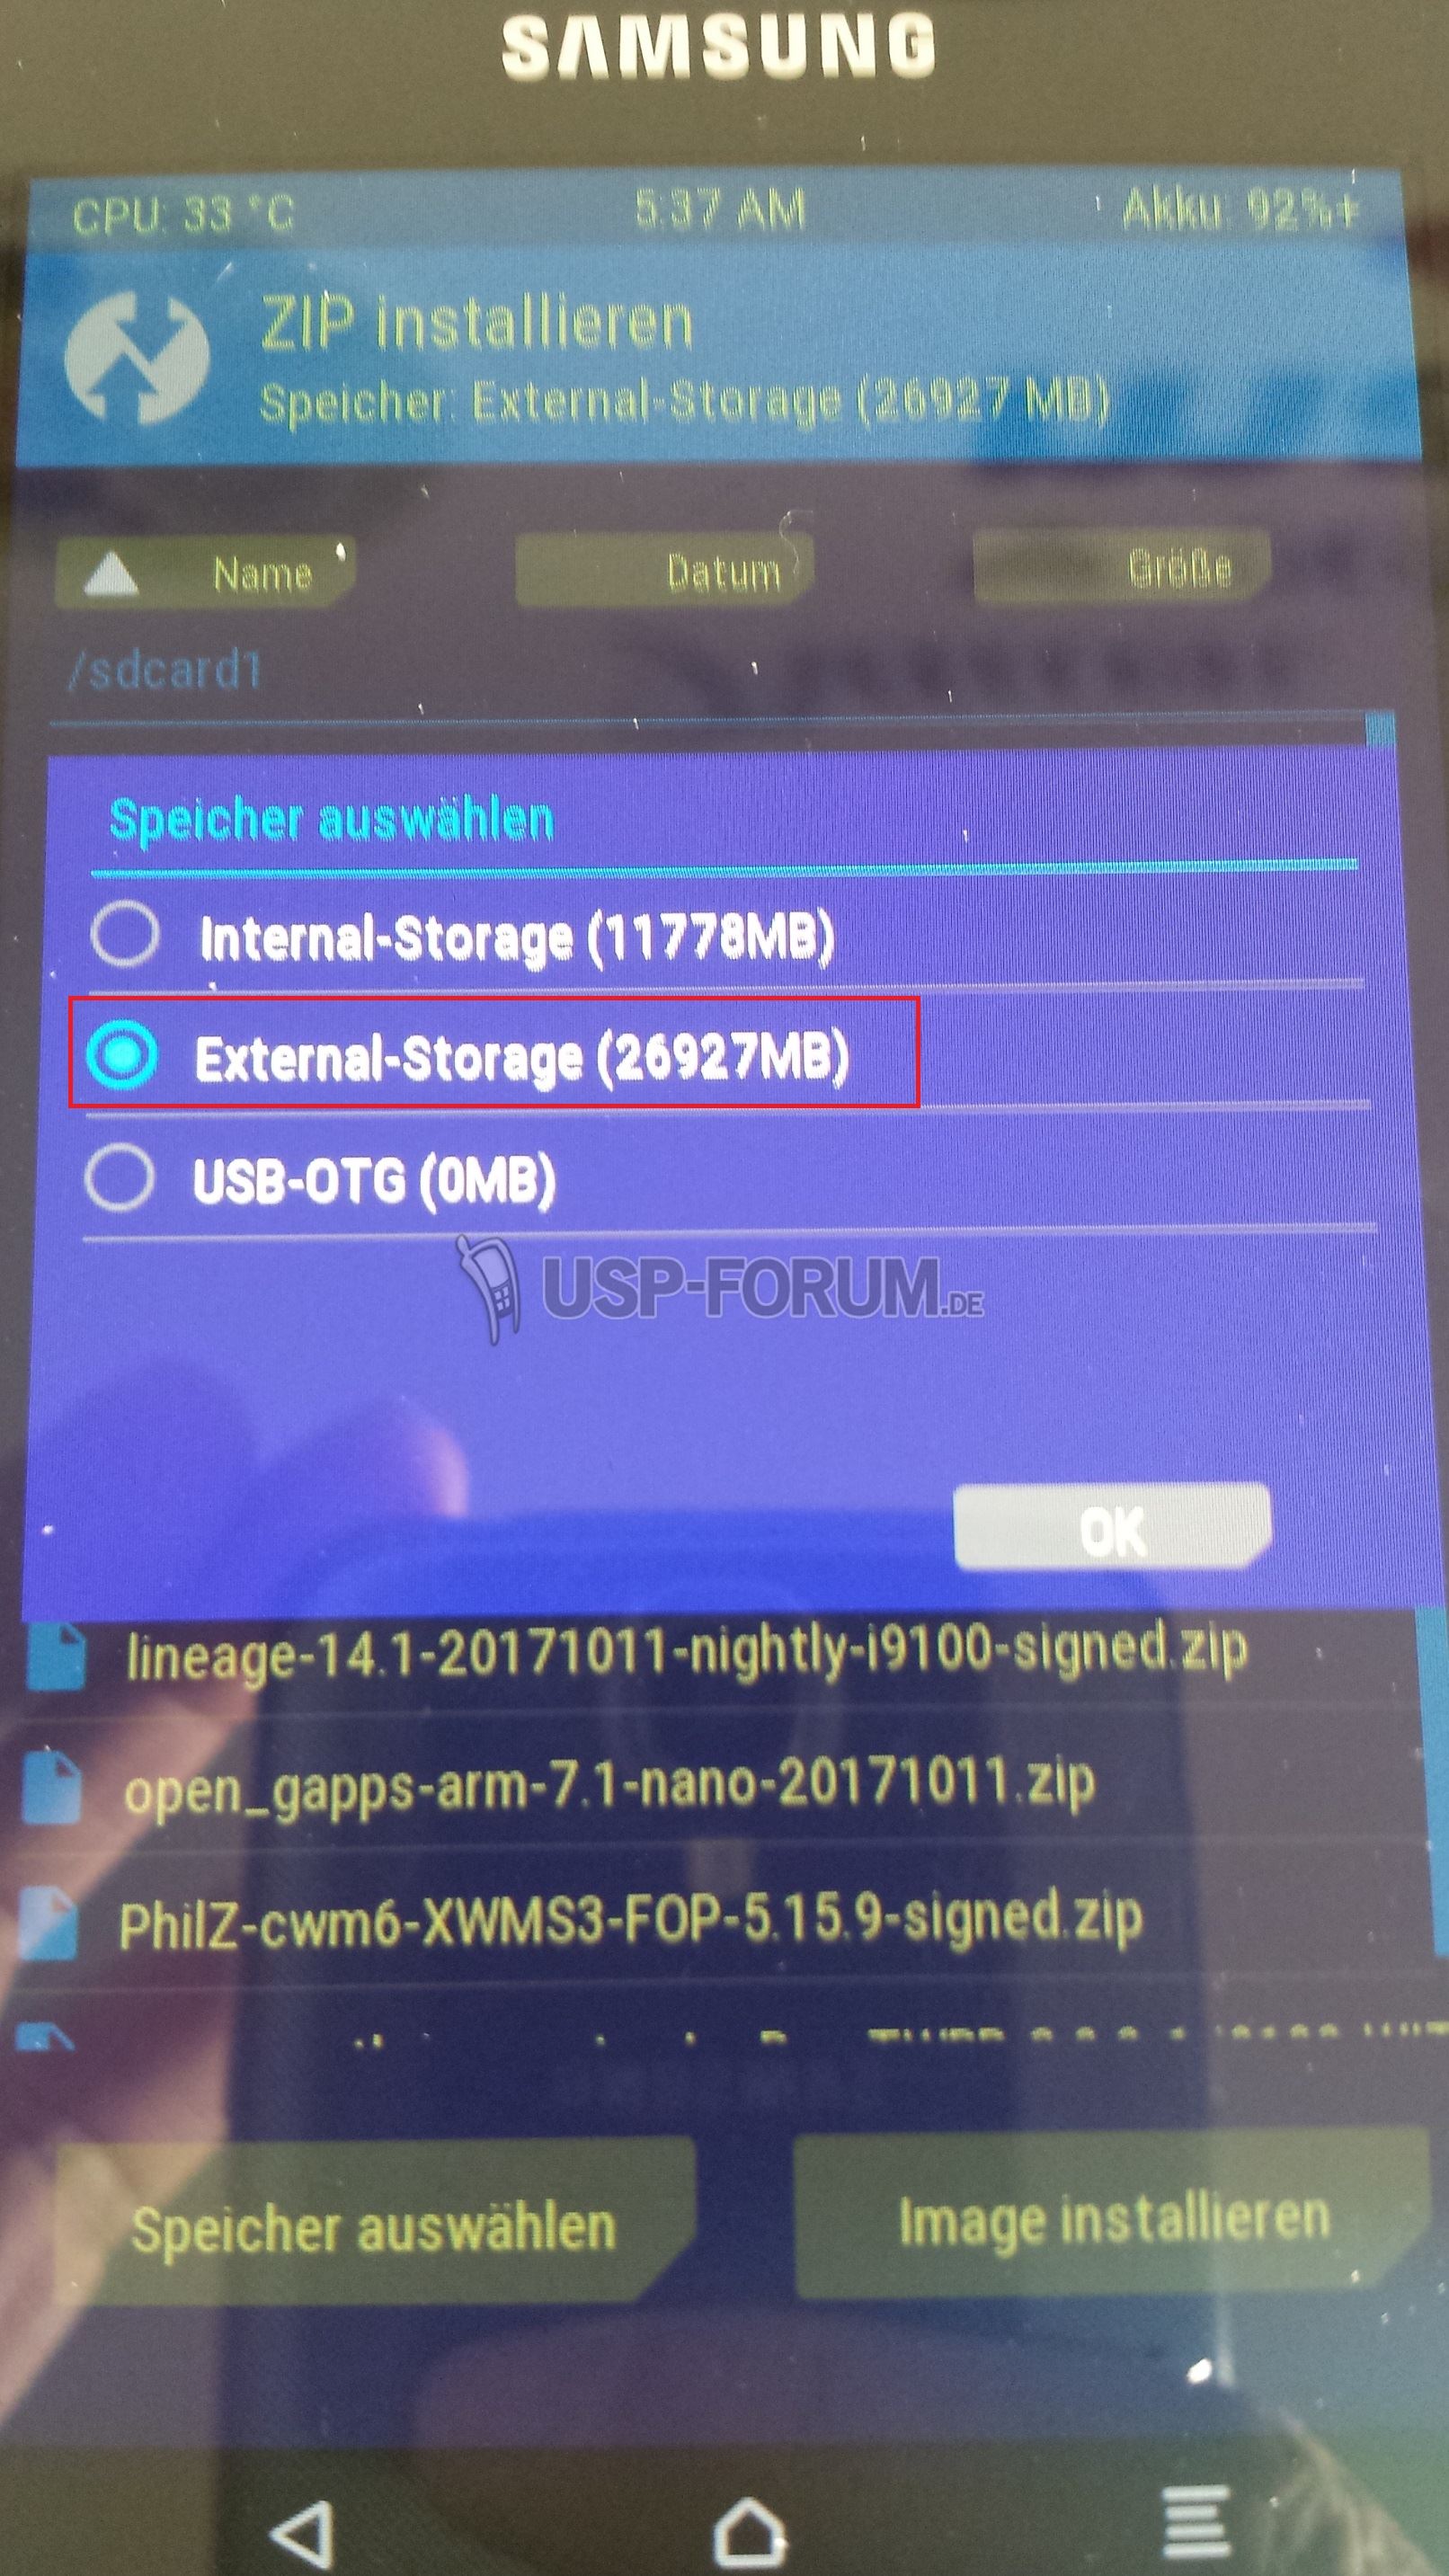 SAMSUNG
CPU: 33 °C 5:37 AM Akku: 92%+
ZIP installieren
Speicher: External-Storage (26927 MB)
Name Datum Größe
/sdcard1
Speicher auswählen
Internal-Storage (11778MB)
External-Storage (26927MB)
USB-OTG (0MB)
USP-FORUM.DE
OK
lineage-14.1-20171011-nightly-i9100-signed.zip
open_gapps-arm-7.1-nano-20171011.zip
PhilZ-cwm6-XWMS3-FOP-5.15.9-signed.zip
Speicher auswählen Image installieren